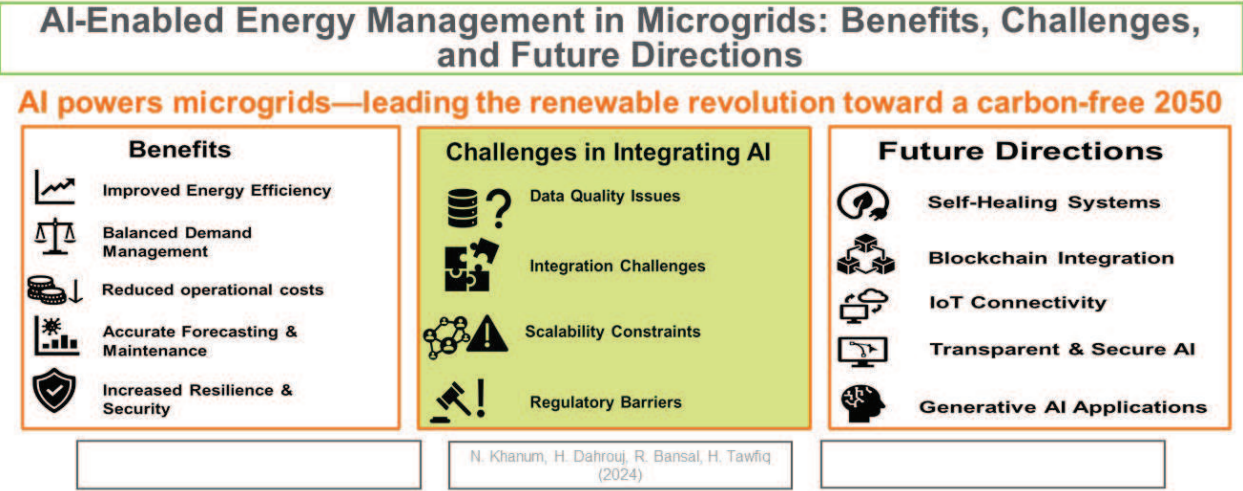 AI-Enabled Energy Management in Microgrids: Benefits, Challenges,
and Future Directions
AI powers microgrids—leading the renewable revolution toward a carbon-free 2050
Benefits
Improved Energy Efficiency
Balanced Demand
Management
Reduced operational costs
Accurate Forecasting &
Maintenance
Increased Resilience &
Security
Challenges in Integrating AI
Data Quality Issues
Integration Challenges
Scalability Constraints
Regulatory Barriers
Future Directions
Self-Healing Systems
Blockchain Integration
IoT Connectivity
Transparent & Secure AI
Generative AI Applications
N. Khanum, H. Dahrouj, R. Bansal, H. Tawfiq
(2024)